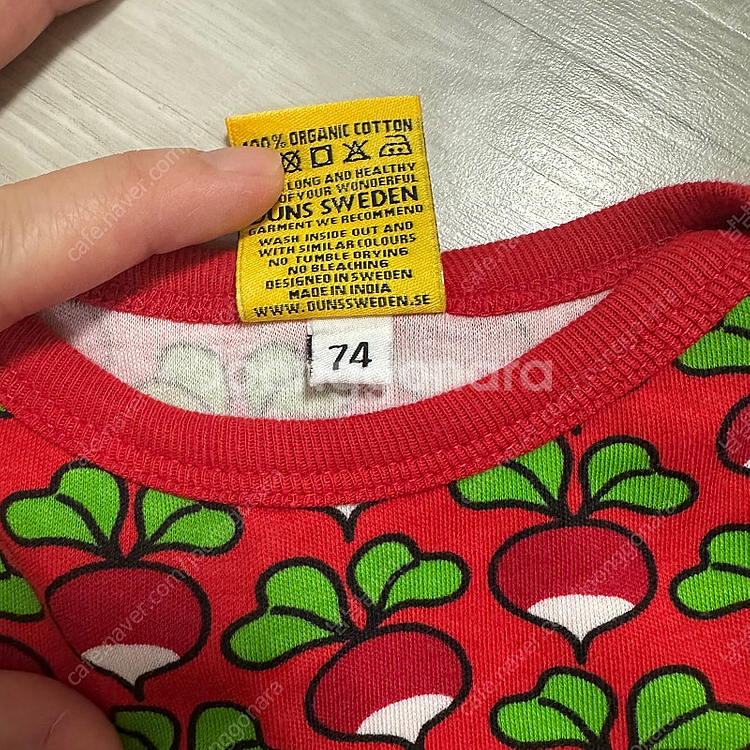 100% ORGANIC COTTON
LONG AND HEALTHY
OF YOUR WONDERFUL
DUNS SWEDEN
GARMENT WE RECOMMEND
WASH INSIDE OUT AND
WITH SIMILAR COLOURS
NO TUMBLE DRYING
NO BLEACHING
DESIGNED IN SWEDEN
MADE IN INDIA
WWW.DUNSSWEDEN.SE
74